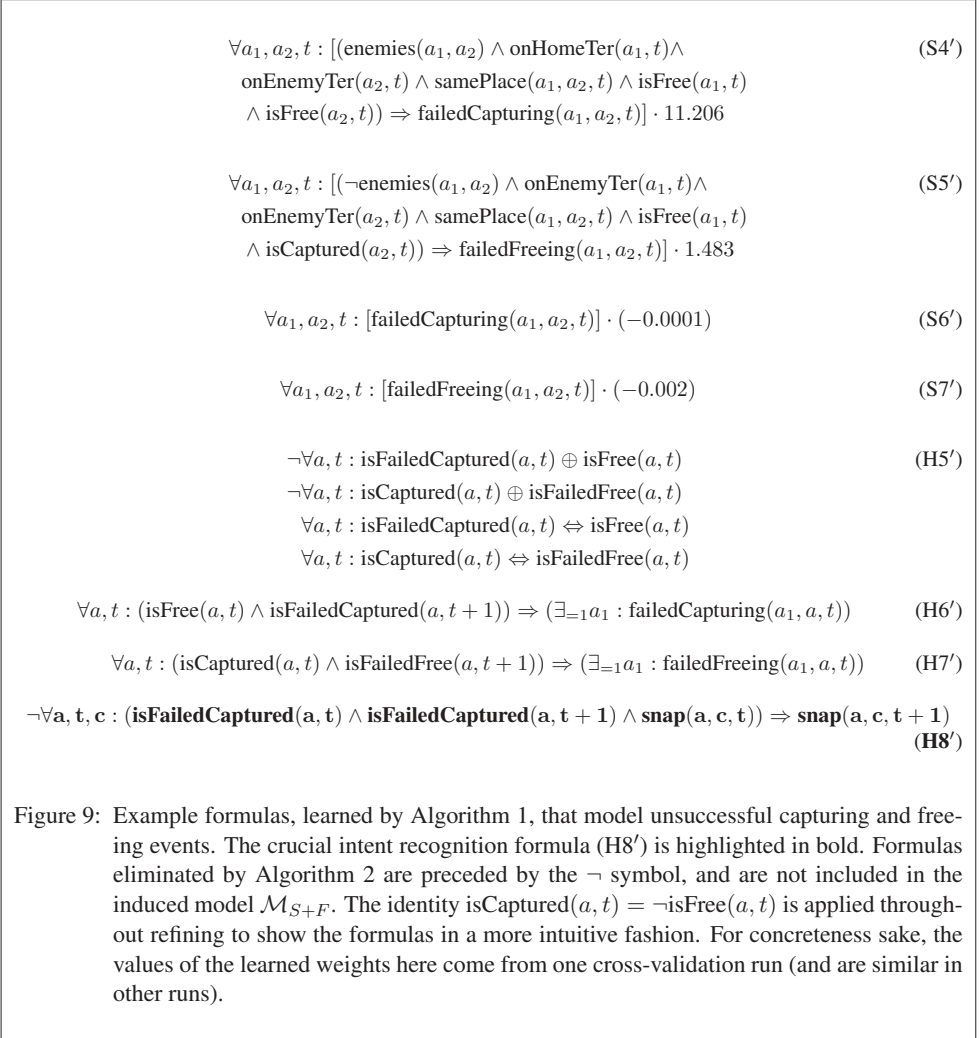 ∀a₁, a₂, t : [(enemies(a₁, a₂) ∧ onHomeTer(a₁, t)∧ (S4′)
onEnemyTer(a₂, t) ∧ samePlace(a₁, a₂, t) ∧ isFree(a₁, t)
∧ isFree(a₂, t)) ⇒ failedCapturing(a₁, a₂, t)] · 11.206
∀a₁, a₂, t : [(¬enemies(a₁, a₂) ∧ onEnemyTer(a₁, t)∧ (S5′)
onEnemyTer(a₂, t) ∧ samePlace(a₁, a₂, t) ∧ isFree(a₁, t)
∧ isCaptured(a₂, t)) ⇒ failedFreeing(a₁, a₂, t)] · 1.483
∀a₁, a₂, t : [failedCapturing(a₁, a₂, t)] · (−0.0001) (S6′)
∀a₁, a₂, t : [failedFreeing(a₁, a₂, t)] · (−0.002) (S7′)
¬∀a, t : isFailedCaptured(a, t) ⊕ isFree(a, t) (H5′)
¬∀a, t : isCaptured(a, t) ⊕ isFailedFree(a, t)
∀a, t : isFailedCaptured(a, t) ⇔ isFree(a, t)
∀a, t : isCaptured(a, t) ⇔ isFailedFree(a, t)
∀a, t : (isFree(a, t) ∧ isFailedCaptured(a, t + 1)) ⇒ (∃₌₁a₁ : failedCapturing(a₁, a, t)) (H6′)
∀a, t : (isCaptured(a, t) ∧ isFailedFree(a, t + 1)) ⇒ (∃₌₁a₁ : failedFreeing(a₁, a, t)) (H7′)
¬∀a, t, c : (isFailedCaptured(a, t) ∧ isFailedCaptured(a, t + 1) ∧ snap(a, c, t)) ⇒ snap(a, c, t + 1)
(H8′)
Figure 9: Example formulas, learned by Algorithm 1, that model unsuccessful capturing and free-
ing events. The crucial intent recognition formula (H8′) is highlighted in bold. Formulas
eliminated by Algorithm 2 are preceded by the ¬ symbol, and are not included in the
induced model ℳ_{S+F}. The identity isCaptured(a, t) = ¬isFree(a, t) is applied through-
out refining to show the formulas in a more intuitive fashion. For concreteness sake, the
values of the learned weights here come from one cross-validation run (and are similar in
other runs).